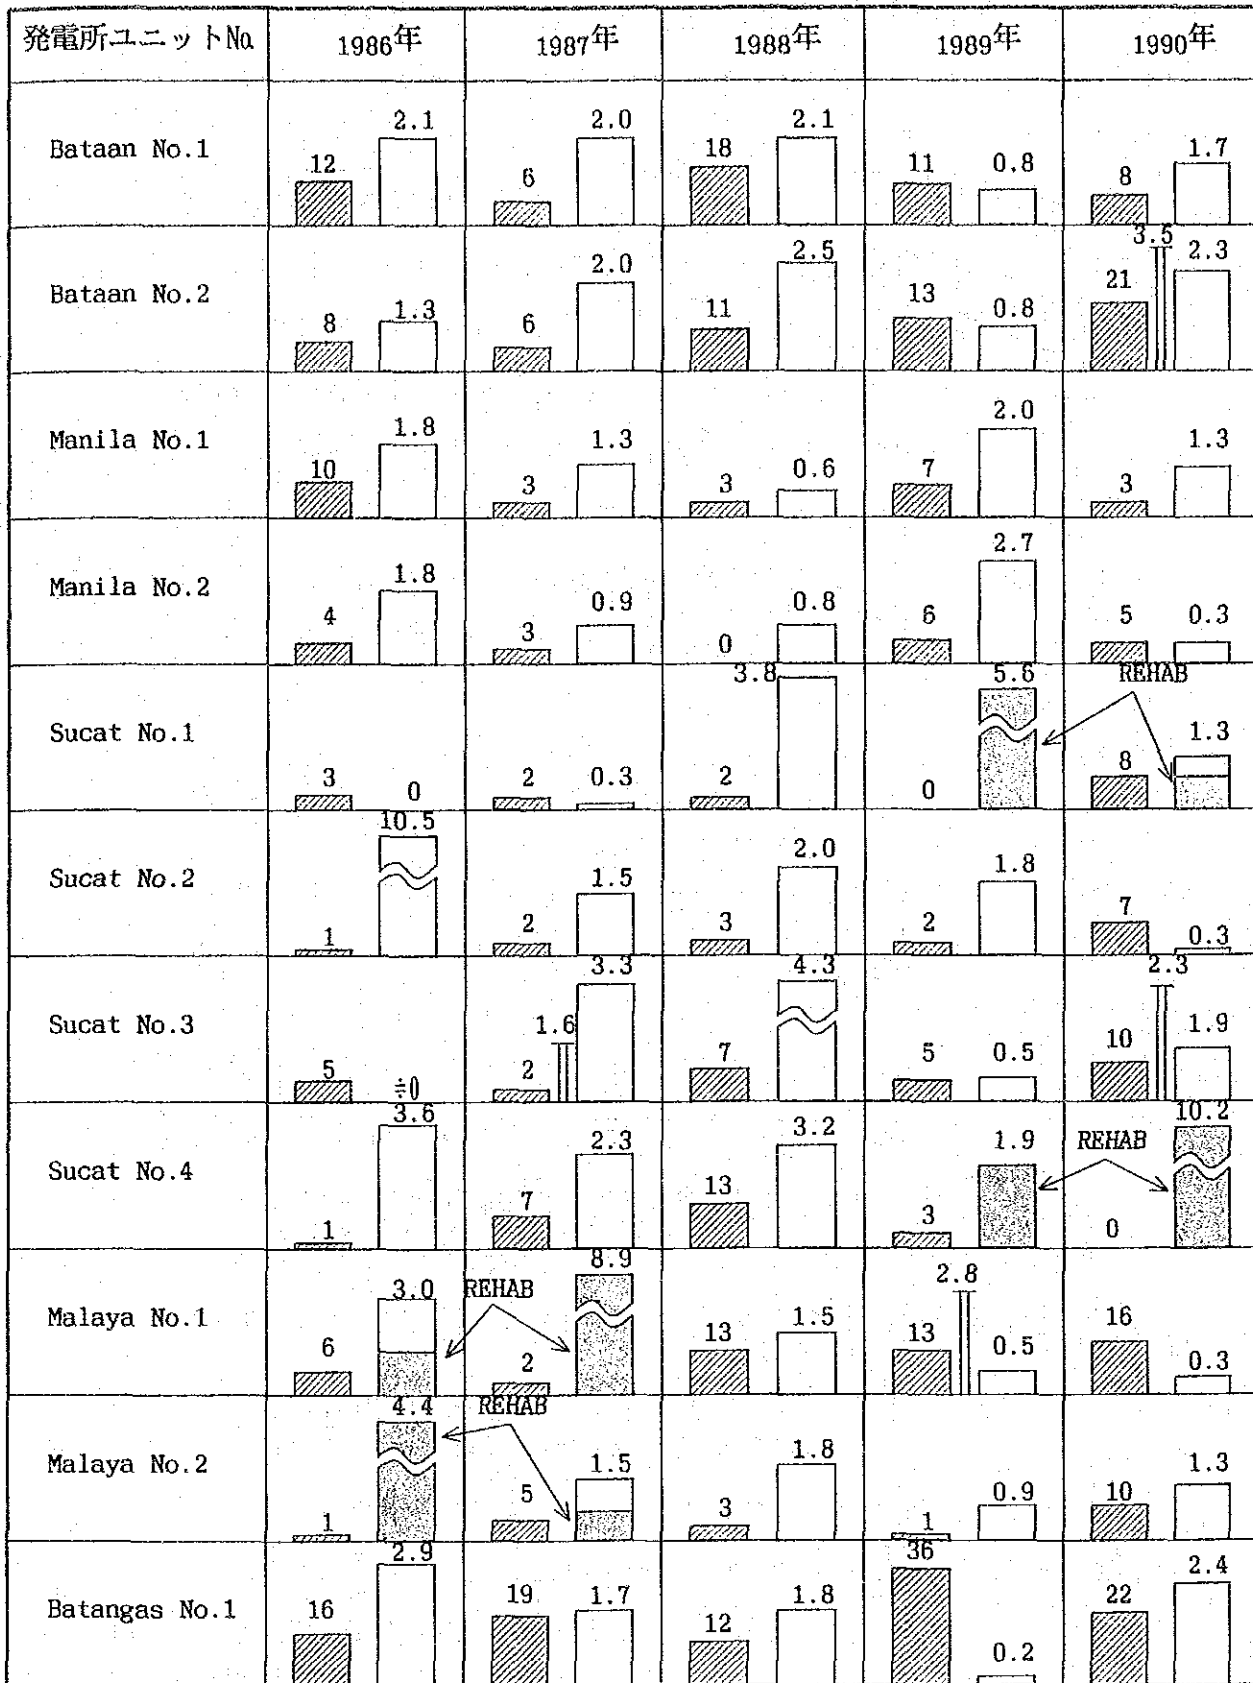 発電所ユニットNo. 1986年 1987年 1988年 1989年 1990年
Bataan No.1 12 2.1 6 2.0 18 2.1 11 0.8 8 1.7
Bataan No.2 8 1.3 6 2.0 11 2.5 13 0.8 21 3.5 2.3
Manila No.1 10 1.8 3 1.3 3 0.6 7 2.0 3 1.3
Manila No.2 4 1.8 3 0.9 0 0.8 6 2.7 5 0.3
Sucat No.1 3 0 2 0.3 2 3.8 0 5.6 REHAB 8 1.3
Sucat No.2 1 10.5 2 1.5 3 2.0 2 1.8 7 0.3
Sucat No.3 5 ≑0 2 1.6 3.3 7 4.3 5 0.5 10 2.3 1.9
Sucat No.4 1 3.6 7 2.3 13 3.2 3 1.9 REHAB 0 10.2
Malaya No.1 6 3.0 REHAB 2 8.9 13 1.5 13 2.8 0.5 16 0.3
Malaya No.2 1 4.4 REHAB 5 1.5 3 1.8 1 0.9 10 1.3
Batangas No.1 16 2.9 19 1.7 12 1.8 36 0.2 22 2.4